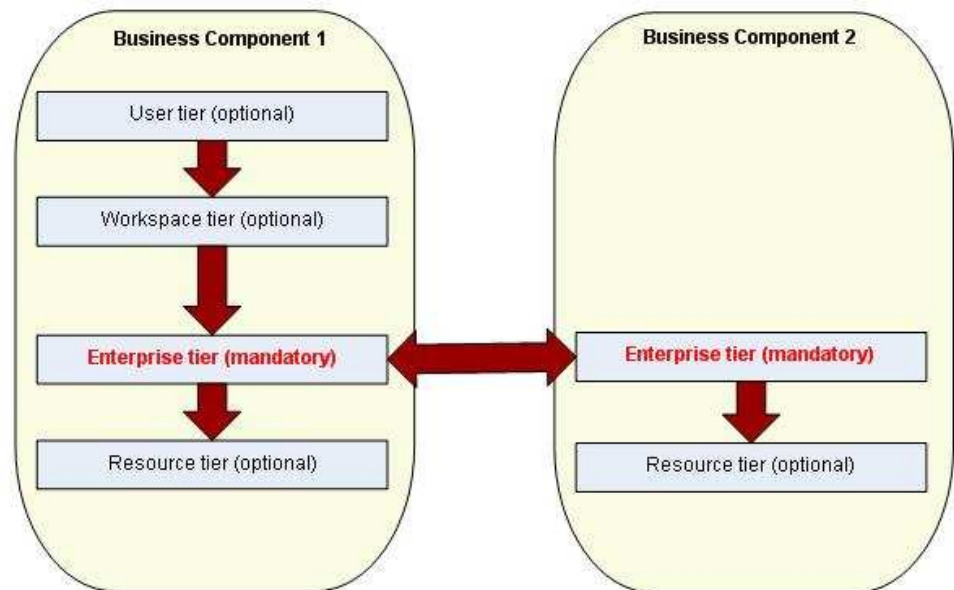 Business Component 1
User tier (optional)
Workspace tier (optional)
Enterprise tier (mandatory)
Resource tier (optional)
Business Component 2
Enterprise tier (mandatory)
Resource tier (optional)